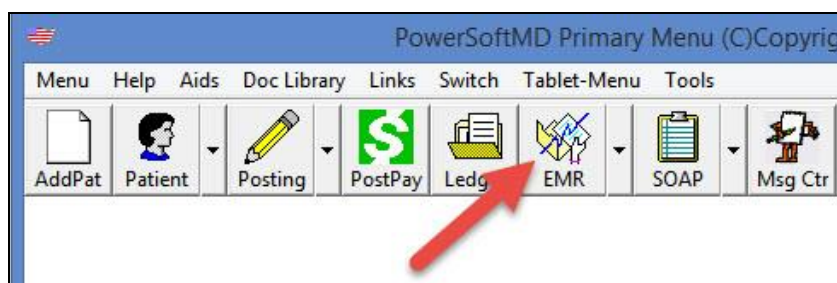 PowerSoftMD Primary Menu (C)Copyrig
Menu Help Aids Doc Library Links Switch Tablet-Menu Tools
AddPat Patient Posting PostPay Ledg EMR SOAP Msg Ctr